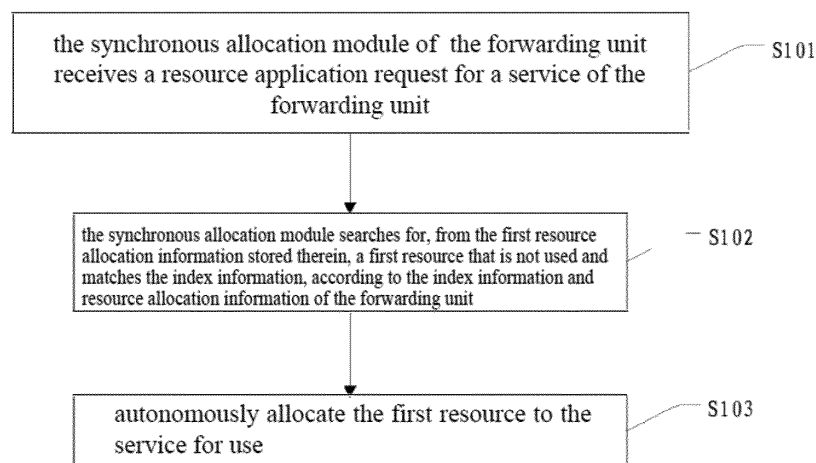 the synchronous allocation module of the forwarding unit
receives a resource application request for a service of the
forwarding unit
S101
the synchronous allocation module searches for, from the first resource
allocation information stored therein, a first resource that is not used and
matches the index information, according to the index information and
resource allocation information of the forwarding unit
S102
autonomously allocate the first resource to the
service for use
S103